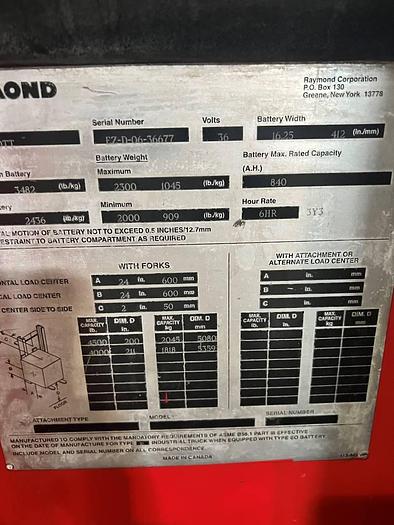 MOND
Raymond Corporation
P.O. Box 130
Greene, New York 13778
Serial Number
Volts
Battery Width
OTT
EZ-D-06-36677
36
16.25 412 (in./mm)
Battery Weight
Battery Max. Rated Capacity
(A.H.)
n Battery
Maximum
3482 (lb/kg)
2300 1045 (lb/kg)
840
ery
Minimum
Hour Rate
2436 (lb/kg)
2000 909 (lb/kg)
6HR 3Y3
AL MOTION OF BATTERY NOT TO EXCEED 0.5 INCHES/12.7mm
RESTRAINT TO BATTERY COMPARTMENT AS REQUIRED
WITH FORKS
WITH ATTACHMENT OR
ALTERNATE LOAD CENTER
ONTAL LOAD CENTER
A 24 in. 600 mm
A in. mm
CAL LOAD CENTER
B 24 in. 600 mm
B - in. mm
CENTER SIDE TO SIDE
C 2 in. 50 mm
C in. mm
MAX. CAPACITY lb. DIM. D in. MAX. CAPACITY kg DIM. D mm
MAX. CAPACITY lb. DIM. D in. MAX. CAPACITY kg DIM. D mm
4500 200 2045 5080
4000 211 1818 5359
ATTACHMENT TYPE
MODEL
SERIAL NUMBER
MANUFACTURED TO COMPLY WITH THE MANDATORY REQUIREMENTS OF ASME B56.1 PART III EFFECTIVE
ON THE DATE OF MANUFACTURE FOR TYPE INDUSTRIAL TRUCK WHEN EQUIPPED WITH TYPE EO BATTERY
INCLUDE MODEL AND SERIAL NUMBER ON ALL CORRESPONDENCE.
MADE IN CANADA